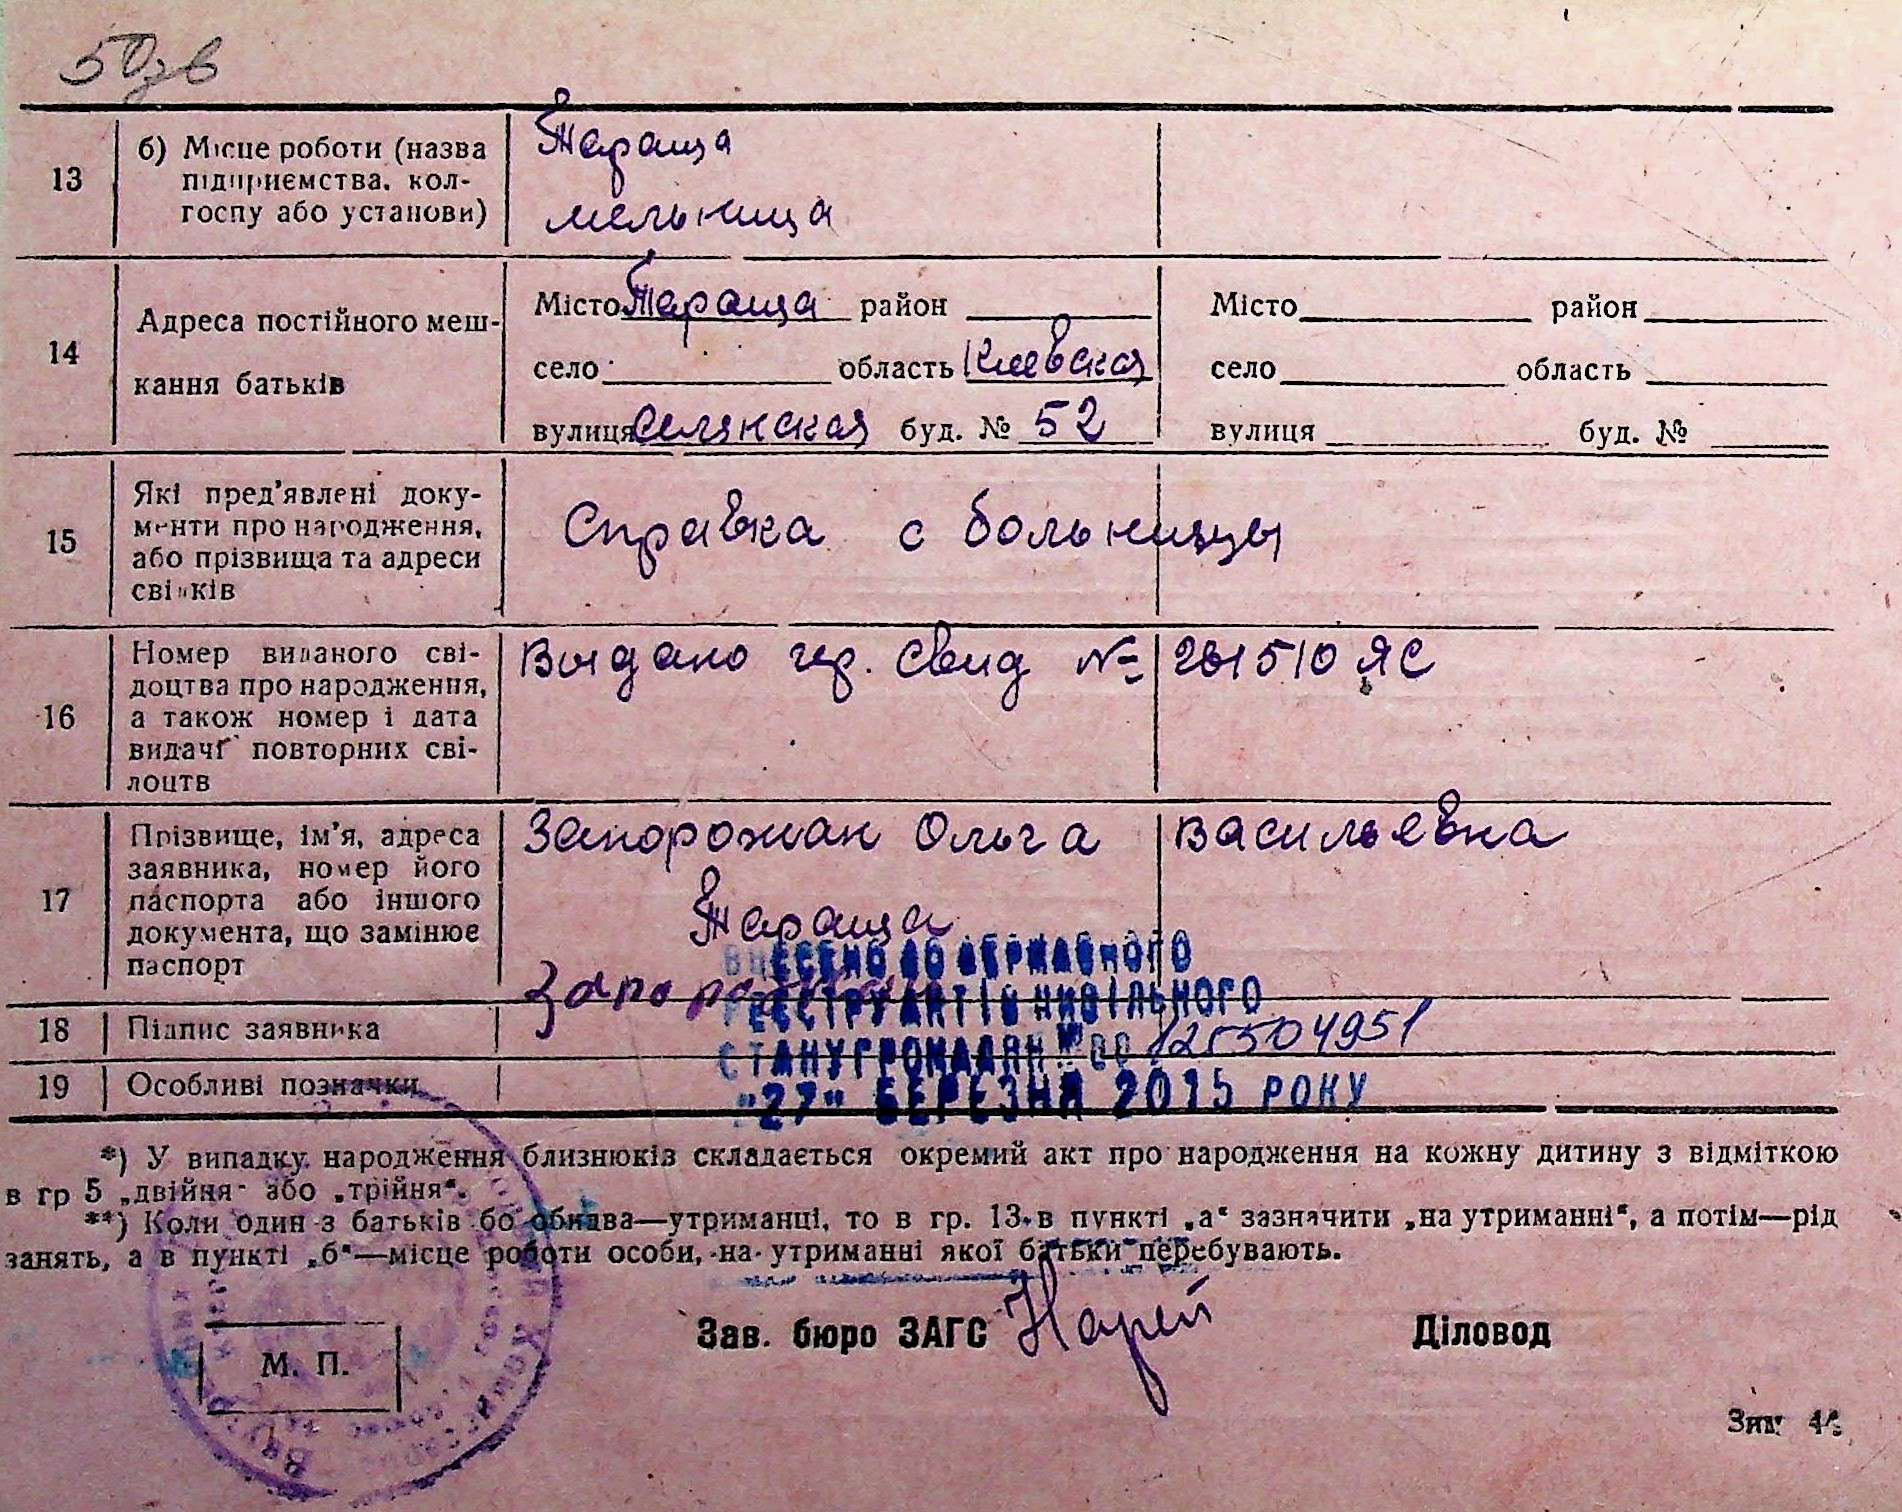 50зв
13 б) Місце роботи (назва підприємства, кол-госпу або установи)
Тараща
мельница
14 Адреса постійного меш-
кання батьків
Місто Тараща район
село область Киевская
вулиця Селянская буд. № 52
Місто район
село область
вулиця буд. №
15 Які пред'явлені доку-
менти про народження,
або прізвища та адреси
свідків
Справка с больницы
16 Номер виданого сві-
доцтва про народження,
а також номер і дата
видачі повторних сві-
доцтв
Выдано гер. Свид № 281510 ЯС
17 Прізвище, ім'я, адреса
заявника, номер його
паспорта або іншого
документа, що замінює
паспорт
Запорожан Ольга Васильевна
Тараща
18 Підпис заявника
Запорожан
ВНЕСЕНО ДО ДЕРЖАВНОГО
РЕЄСТРУ АКТІВ ЦИВІЛЬНОГО
СТАНУ ГРОМАДЯН №00125504951
"27" БЕРЕЗНЯ 2015 РОКУ
19 Особливі позначки
*) У випадку народження близнюків складається окремий акт про народження на кожну дитину з відміткою
в гр 5 „двійня" або „трійня".
**) Коли один з батьків бо обидва—утриманці, то в гр. 13 в пункті „а" зазначити „на утриманні", а потім—рід
занять, а в пункті „б"—місце роботи особи, на утриманні якої батьки перебувають.
Зав. бюро ЗАГС
Діловод
М. П.